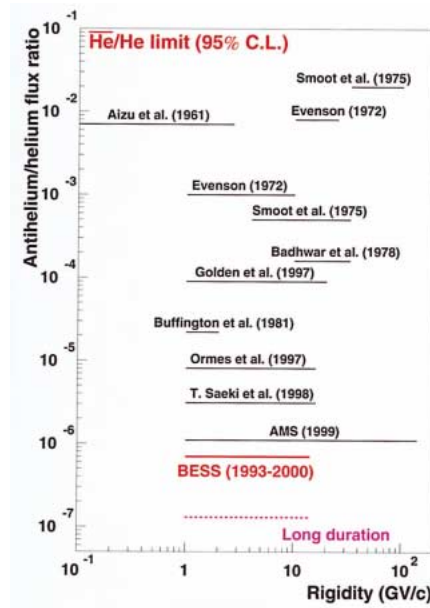 He/He limit (95% C.L.)
10 -1
Smoot et al. (1975)
10 -2
Evenson (1972)
Aizu et al. (1961)
Evenson (1972)
10 -3
Smoot et al. (1975)
Badhwar et al. (1978)
10 -4
Golden et al. (1997)
Buffington et al. (1981)
10 -5
Ormes et al. (1997)
T. Saeki et al. (1998)
AMS (1999)
10 -6
BESS (1993-2000)
10 -7
Long duration
Antihelium/helium flux ratio
10 -1
1
10
10 2
Rigidity (GV/c)